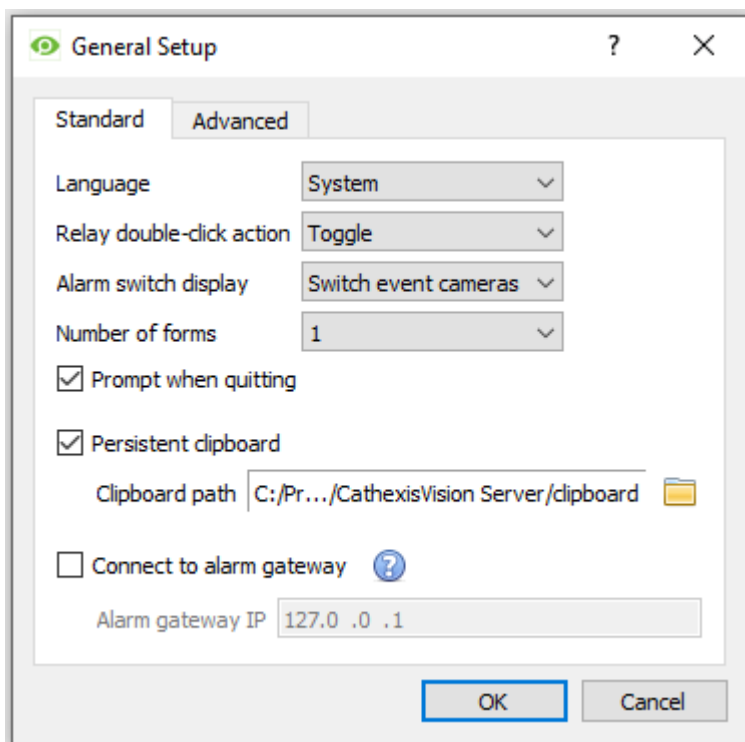 General Setup ?
Standard Advanced
Language System
Relay double-click action Toggle
Alarm switch display Switch event cameras
Number of forms 1
Prompt when quitting
Persistent clipboard
Clipboard path C:/Pr.../CathexisVision Server/clipboard
Connect to alarm gateway ?
Alarm gateway IP 127.0 .0 .1
OK Cancel